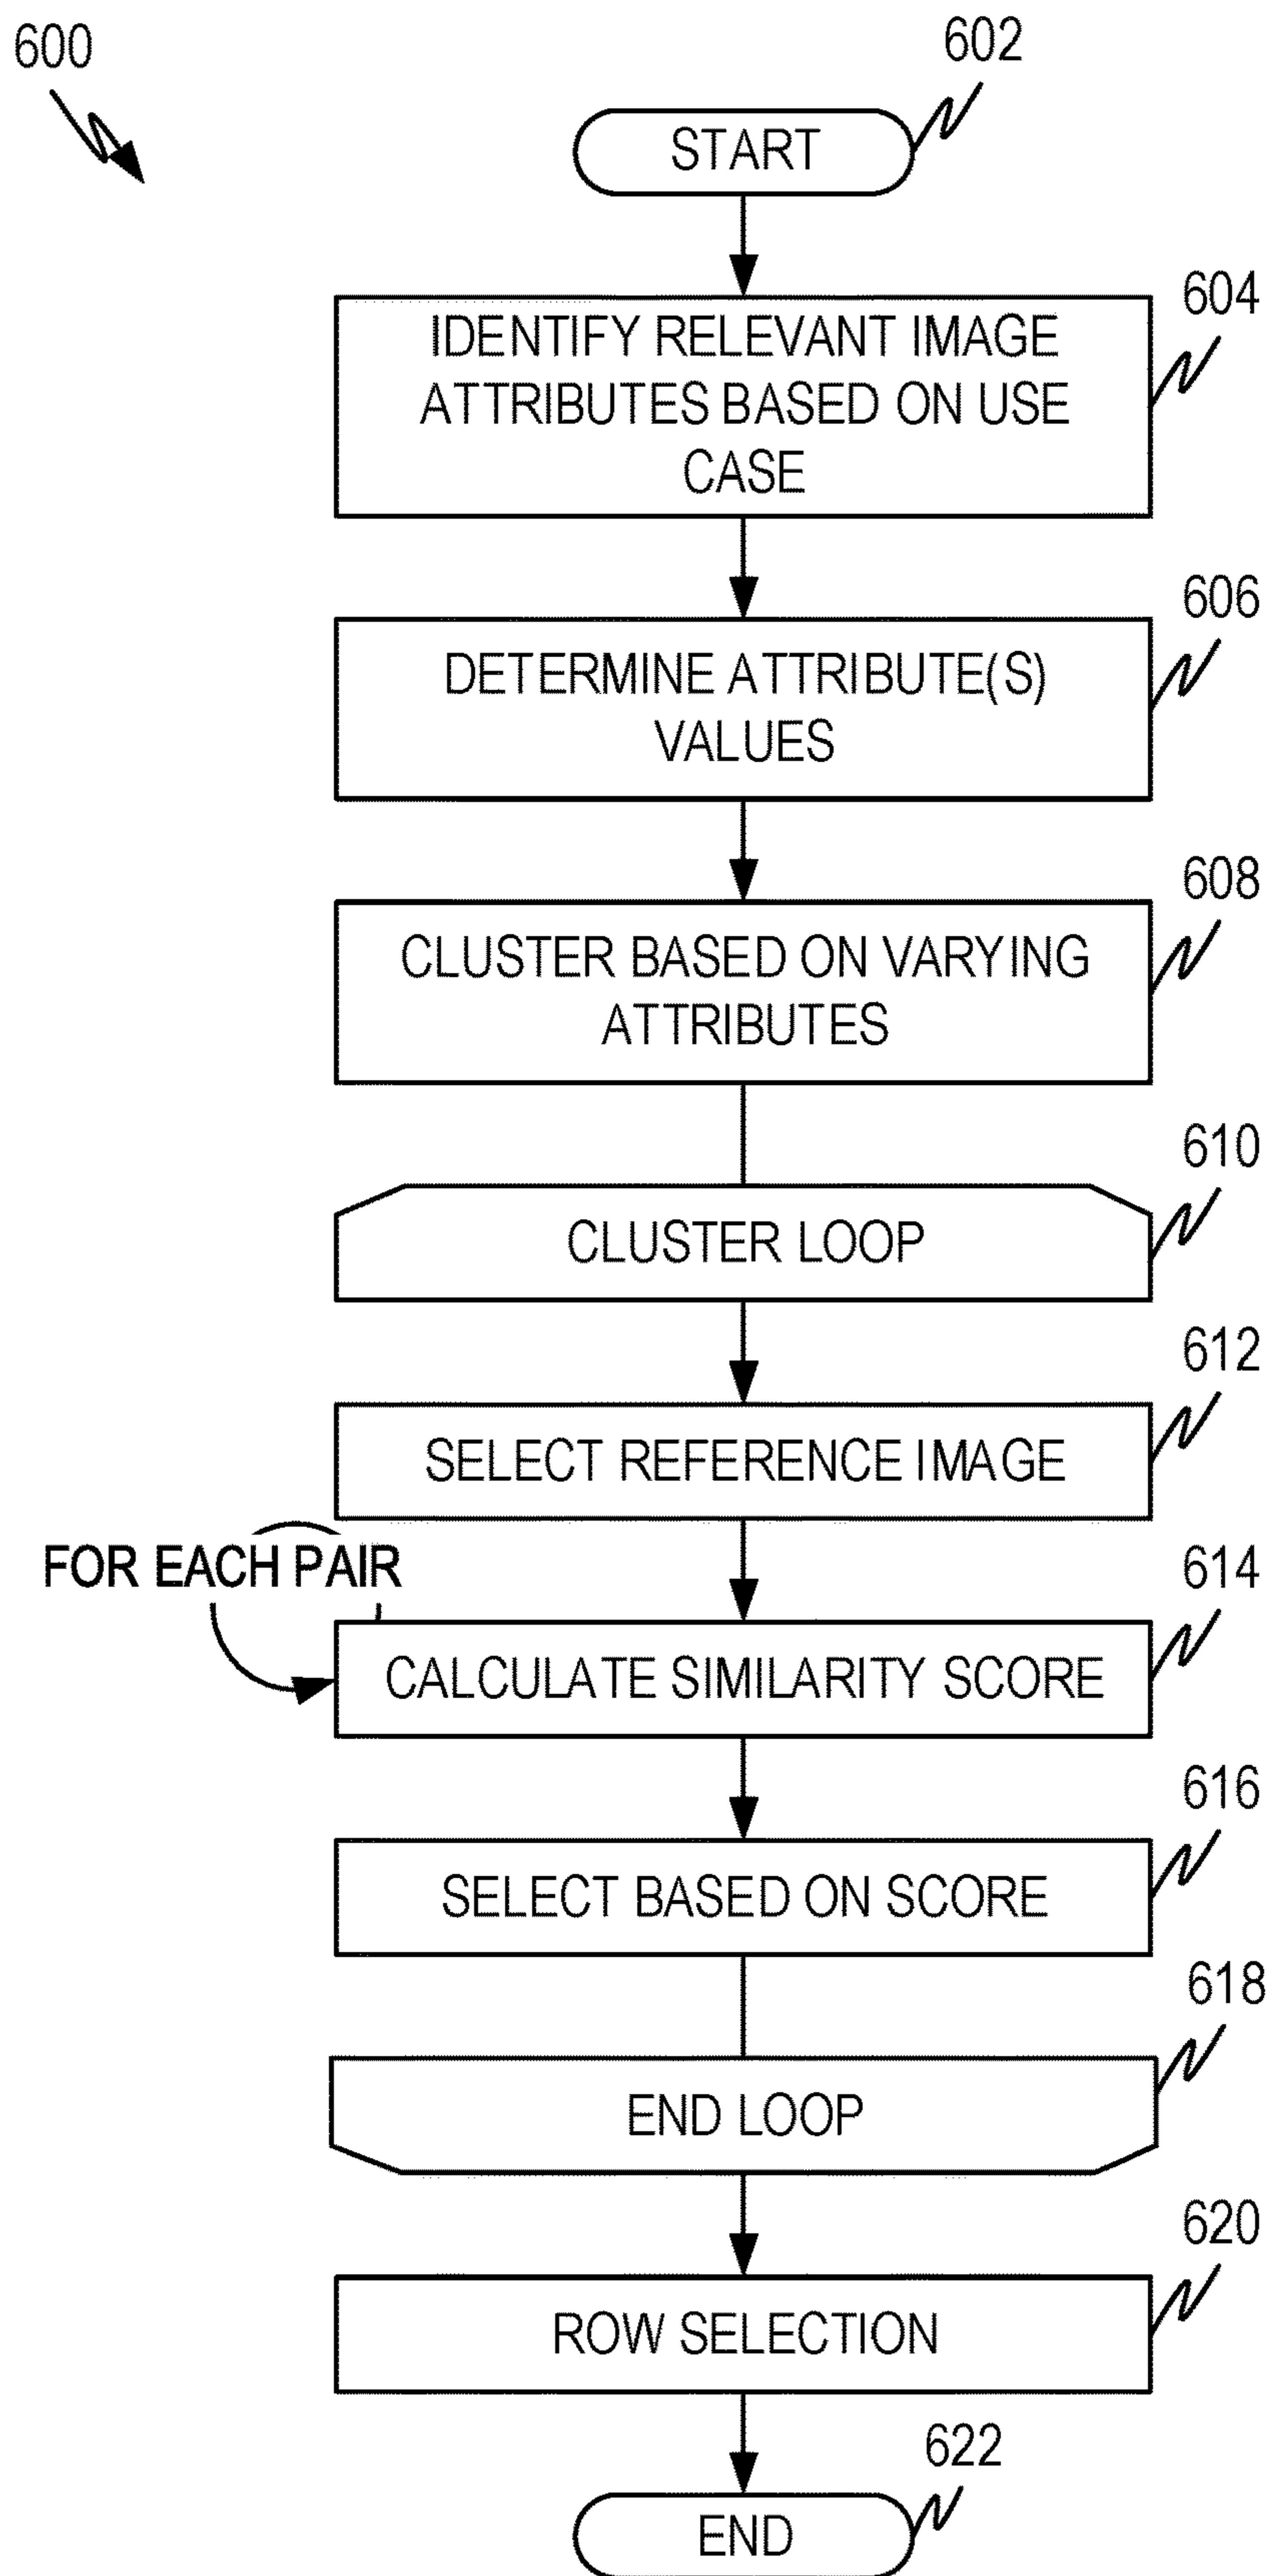 600
602
START
604
IDENTIFY RELEVANT IMAGE
ATTRIBUTES BASED ON USE
CASE
606
DETERMINE ATTRIBUTE(S)
VALUES
608
CLUSTER BASED ON VARYING
ATTRIBUTES
610
CLUSTER LOOP
612
SELECT REFERENCE IMAGE
FOR EACH PAIR
614
CALCULATE SIMILARITY SCORE
616
SELECT BASED ON SCORE
618
END LOOP
620
ROW SELECTION
622
END